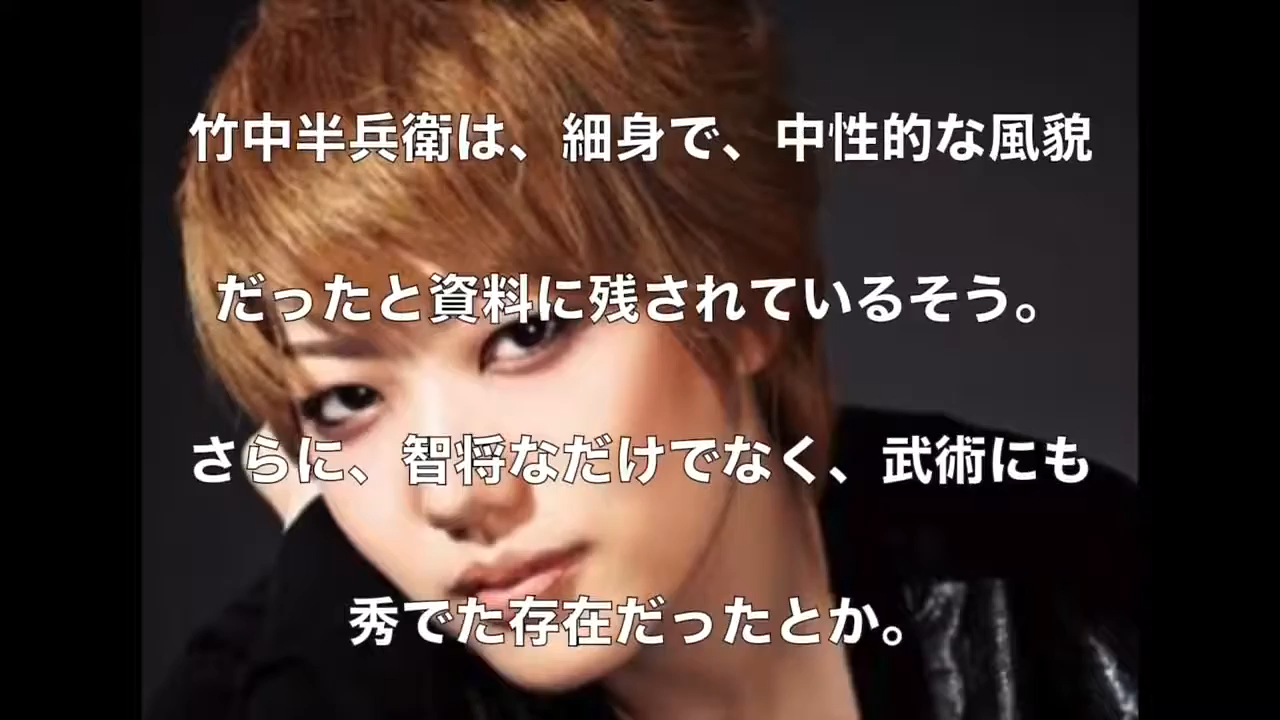 竹中半兵衛は、細身で、中性的な風貌
だったと資料に残されているそう。
さらに、智将なだけでなく、武術にも
秀でた存在だったとか。